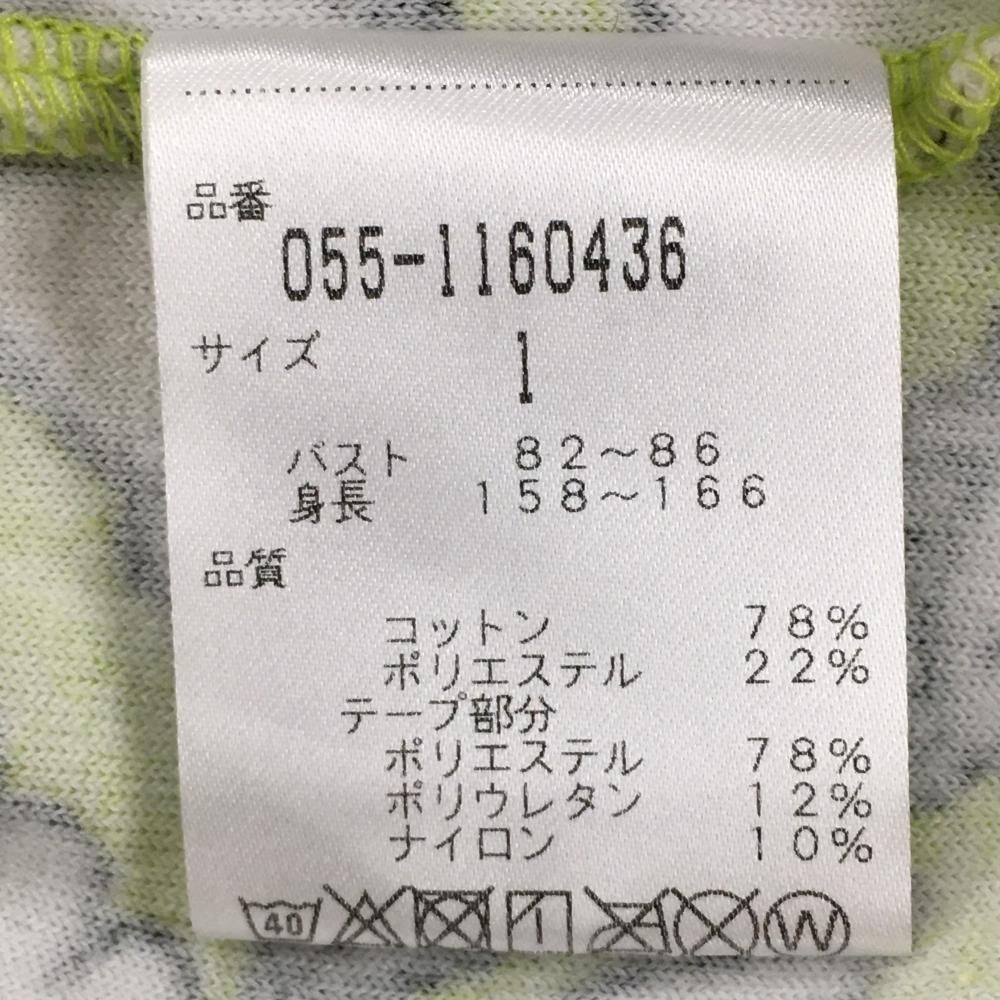 品番
055-1160436
サイズ 1
バスト 82～86
身長 158～166
品質
コットン 78%
ポリエステル 22%
テープ部分
ポリエステル 78%
ポリウレタン 12%
ナイロン 10%
40 W